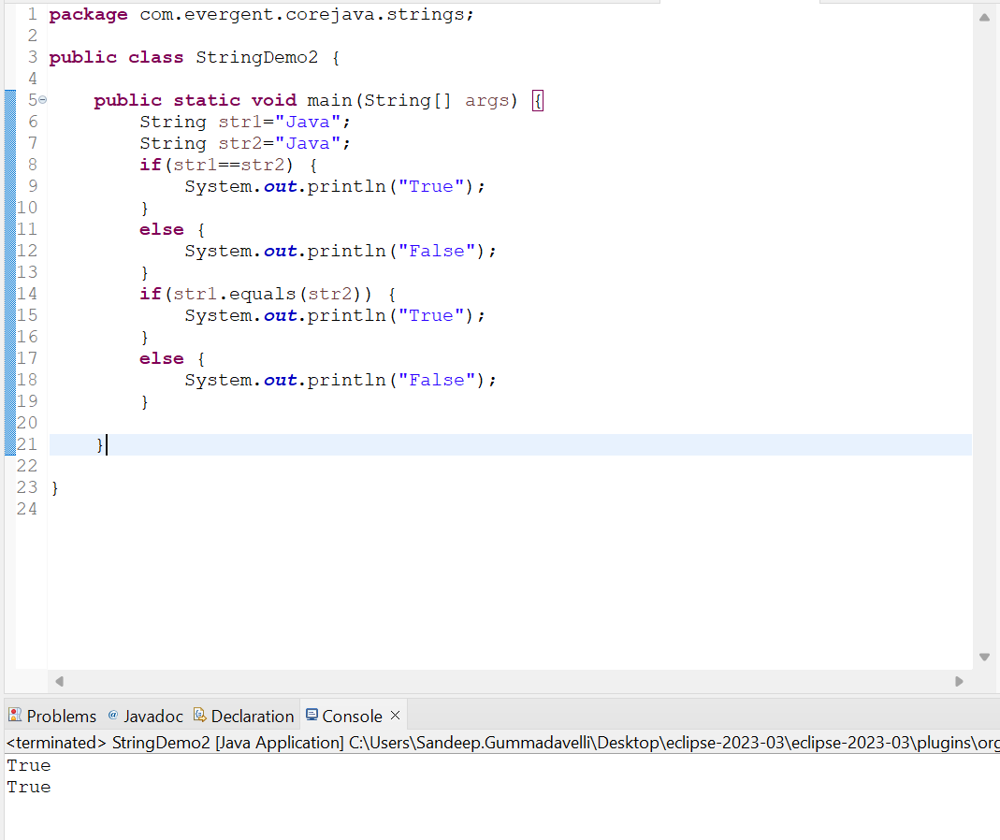 1 package com.evergent.corejava.strings;
2
3 public class StringDemo2 {
4
5 public static void main(String[] args) {
6 String str1="Java";
7 String str2="Java";
8 if(str1==str2) {
9 System.out.println("True");
10 }
11 else {
12 System.out.println("False");
13 }
14 if(str1.equals(str2)) {
15 System.out.println("True");
16 }
17 else {
18 System.out.println("False");
19 }
20
21 }
22
23 }
24
Problems @ Javadoc Declaration Console ×
<terminated> StringDemo2 [Java Application] C:\Users\Sandeep.Gummadavelli\Desktop\eclipse-2023-03\eclipse-2023-03\plugins\org
True
True